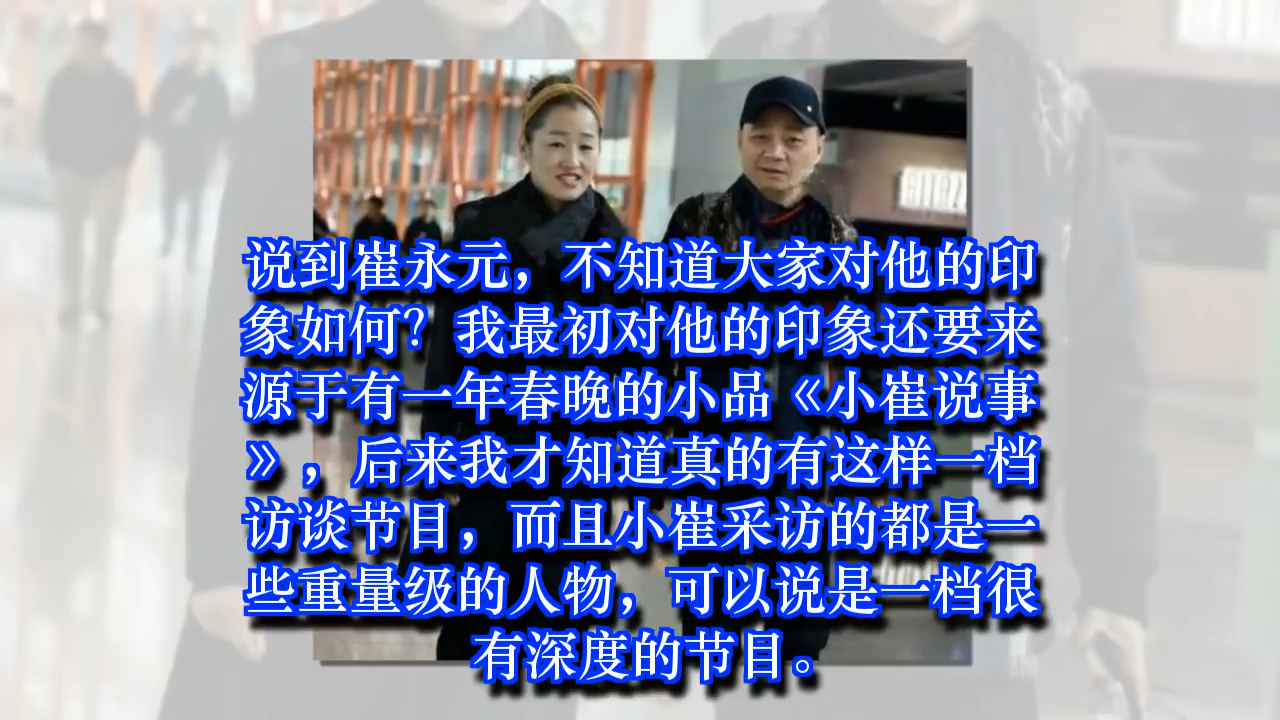 说到崔永元，不知道大家对他的印
象如何？我最初对他的印象还要来
源于有一年春晚的小品《小崔说事
》，后来我才知道真的有这样一档
访谈节目，而且小崔采访的都是一
些重量级的人物，可以说是一档很
有深度的节目。